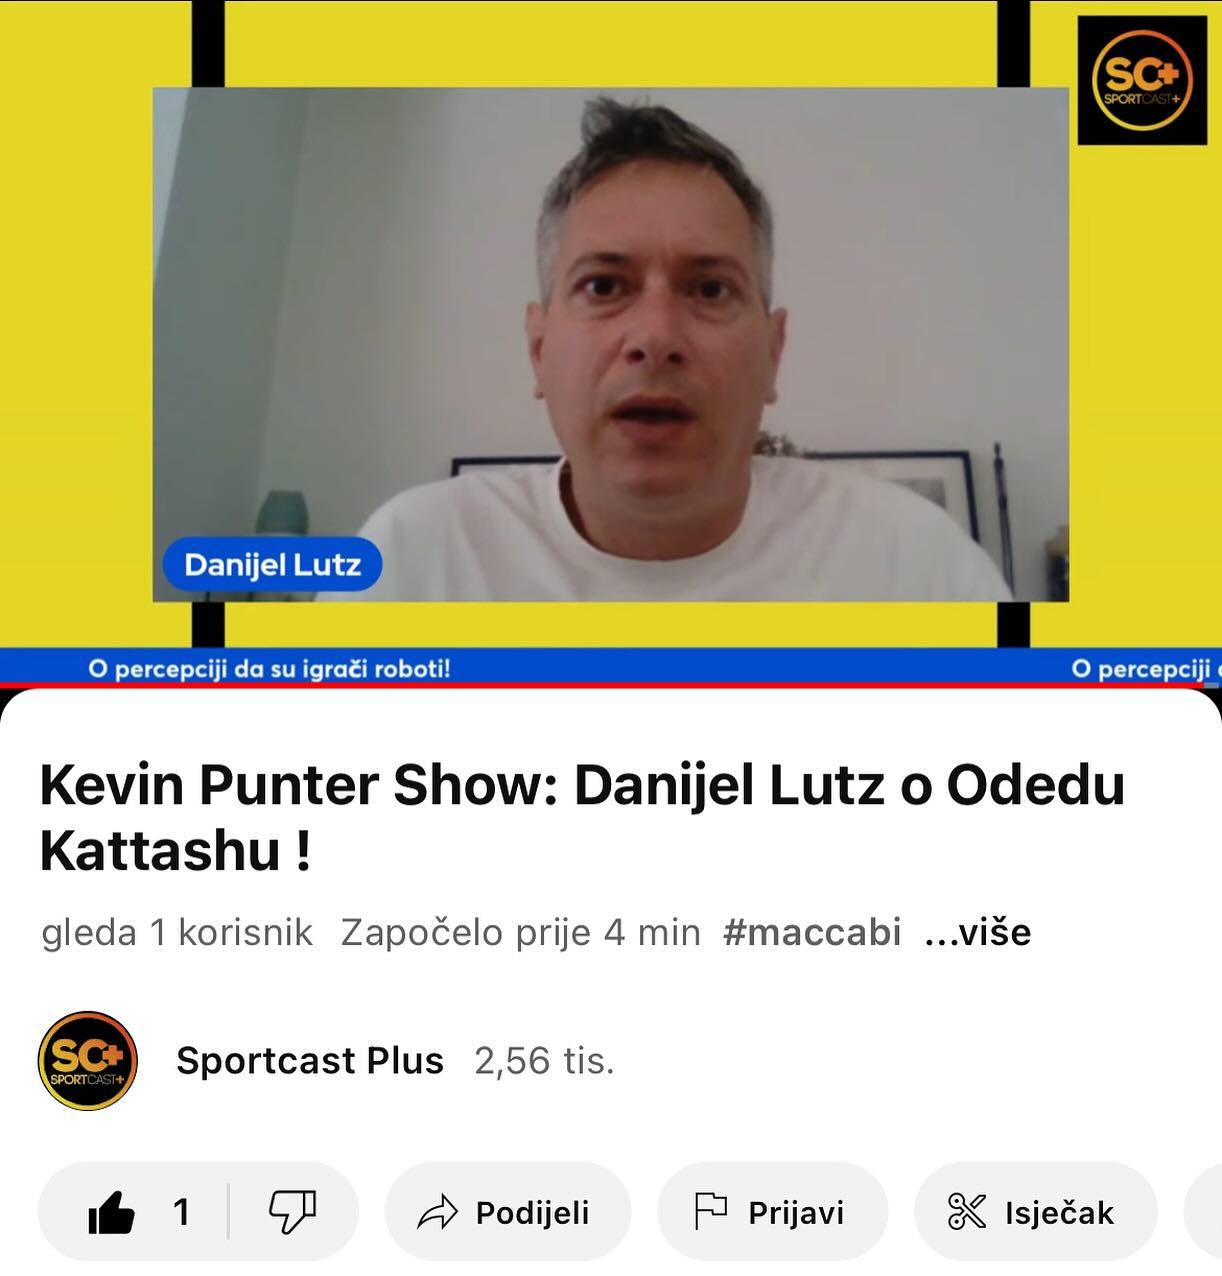 SC+
SPORTCAST+
Danijel Lutz
O percepciji da su igrači roboti!
O percepciji
Kevin Punter Show: Danijel Lutz o Odedu
Kattashu !
gleda 1 korisnik Započelo prije 4 min #maccabi ...više
SC+
SPORTCAST+
Sportcast Plus 2,56 tis.
1 Podijeli Prijavi Isječak